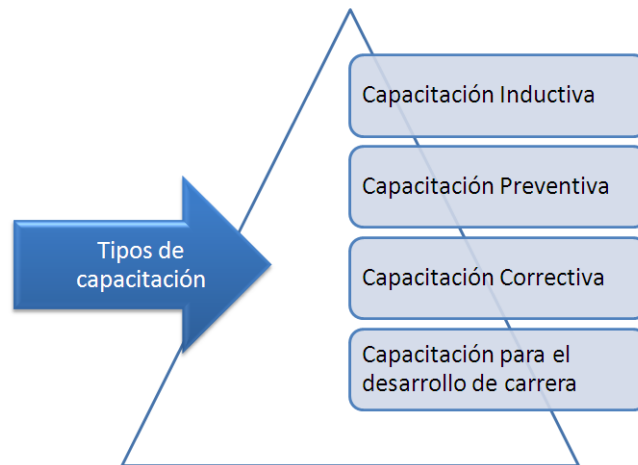 Tipos de
capacitación
Capacitación Inductiva
Capacitación Preventiva
Capacitación Correctiva
Capacitación para el
desarrollo de carrera